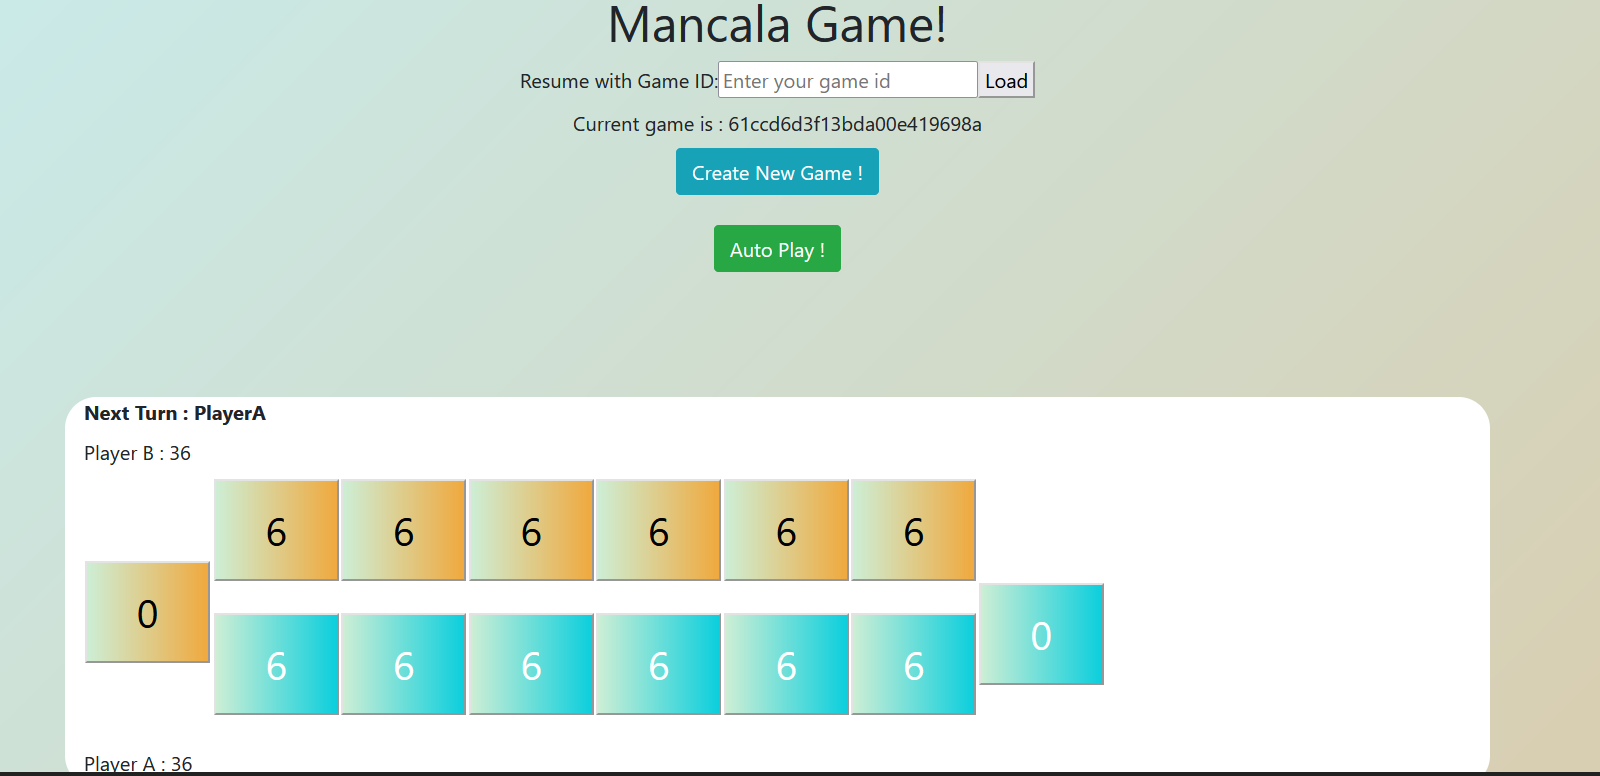 Mancala Game!
Resume with Game ID: Enter your game id Load
Current game is : 61ccd6d3f13bda00e419698a
Create New Game !
Auto Play !
Next Turn : PlayerA
Player B : 36
6 6 6 6 6 6
0
0
6 6 6 6 6 6
Player A : 36